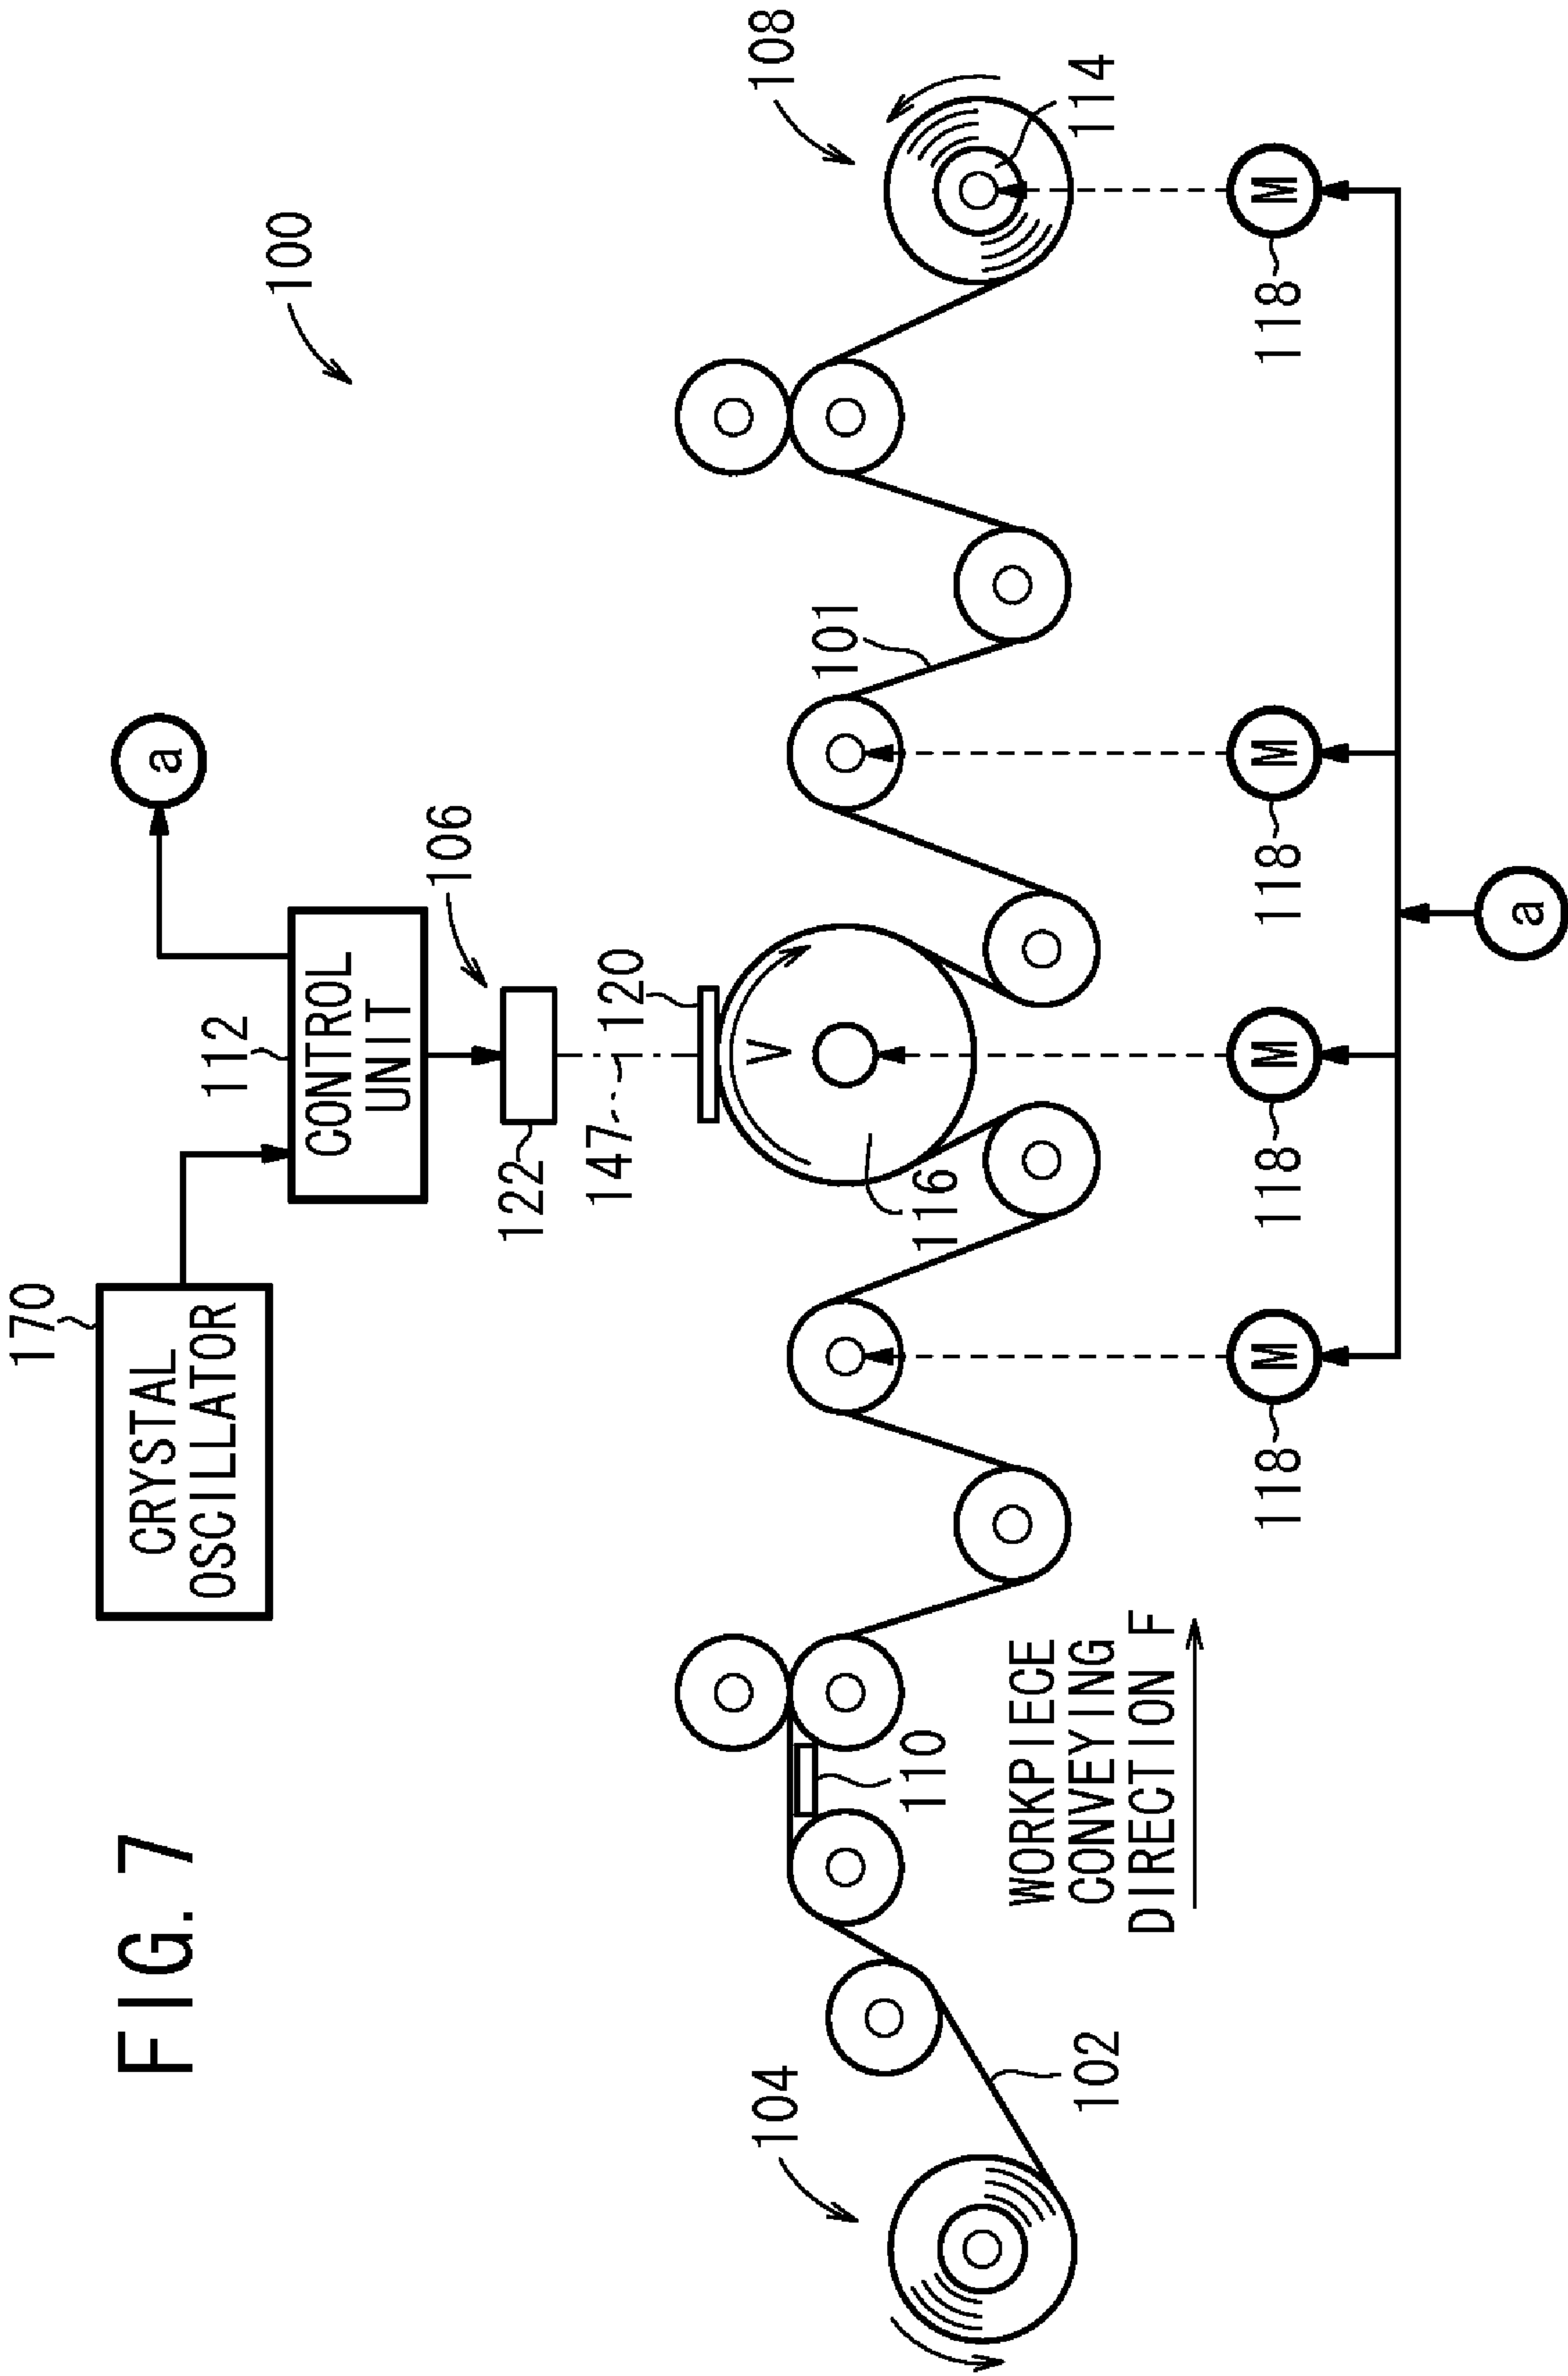 FIG. 7
170
CRYSTAL
OSCILLATOR
112
CONTROL
UNIT
a
100
106
122
147
120
V
116
104
102
110
WORKPIECE
CONVEYING
DIRECTION F
101
108
114
M
118
M
118
M
118
M
118
a